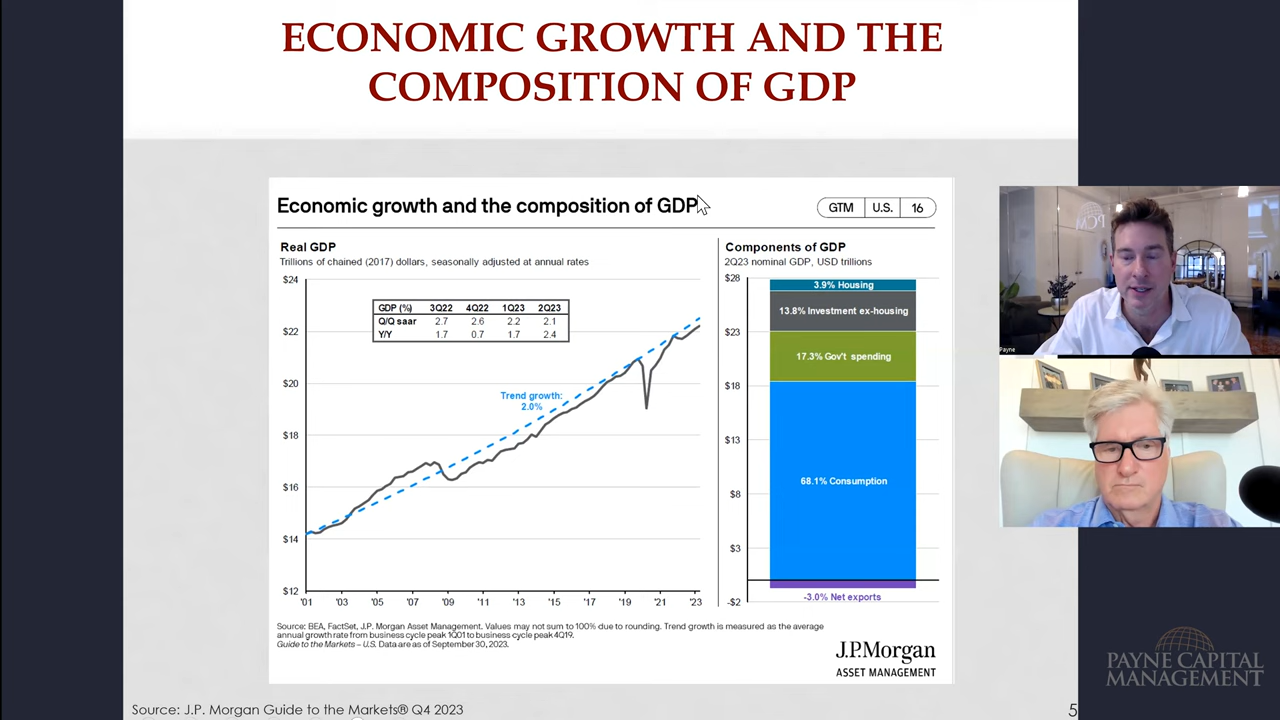 ECONOMIC GROWTH AND THE
COMPOSITION OF GDP
Economic growth and the composition of GDP
GTM U.S. 16
Real GDP
Trillions of chained (2017) dollars, seasonally adjusted at annual rates
$24
$22
$20
$18
$16
$14
$12
GDP (%) 3Q22 4Q22 1Q23 2Q23
Q/Q saar 2.7 2.6 2.2 2.1
Y/Y 1.7 0.7 1.7 2.4
Trend growth:
2.0%
'01 '03 '05 '07 '09 '11 '13 '15 '17 '19 '21 '23
Components of GDP
2Q23 nominal GDP, USD trillions
$28
$23
$18
$13
$8
$3
-$2
3.9% Housing
13.8% Investment ex-housing
17.3% Gov't spending
68.1% Consumption
-3.0% Net exports
Source: BEA, FactSet, J.P. Morgan Asset Management. Values may not sum to 100% due to rounding. Trend growth is measured as the average
annual growth rate from business cycle peak 1Q01 to business cycle peak 4Q19.
Guide to the Markets – U.S. Data are as of September 30, 2023.
J.P.Morgan
ASSET MANAGEMENT
Source: J.P. Morgan Guide to the Markets® Q4 2023
5
PCM
Payne
PAYNE CAPITAL
MANAGEMENT